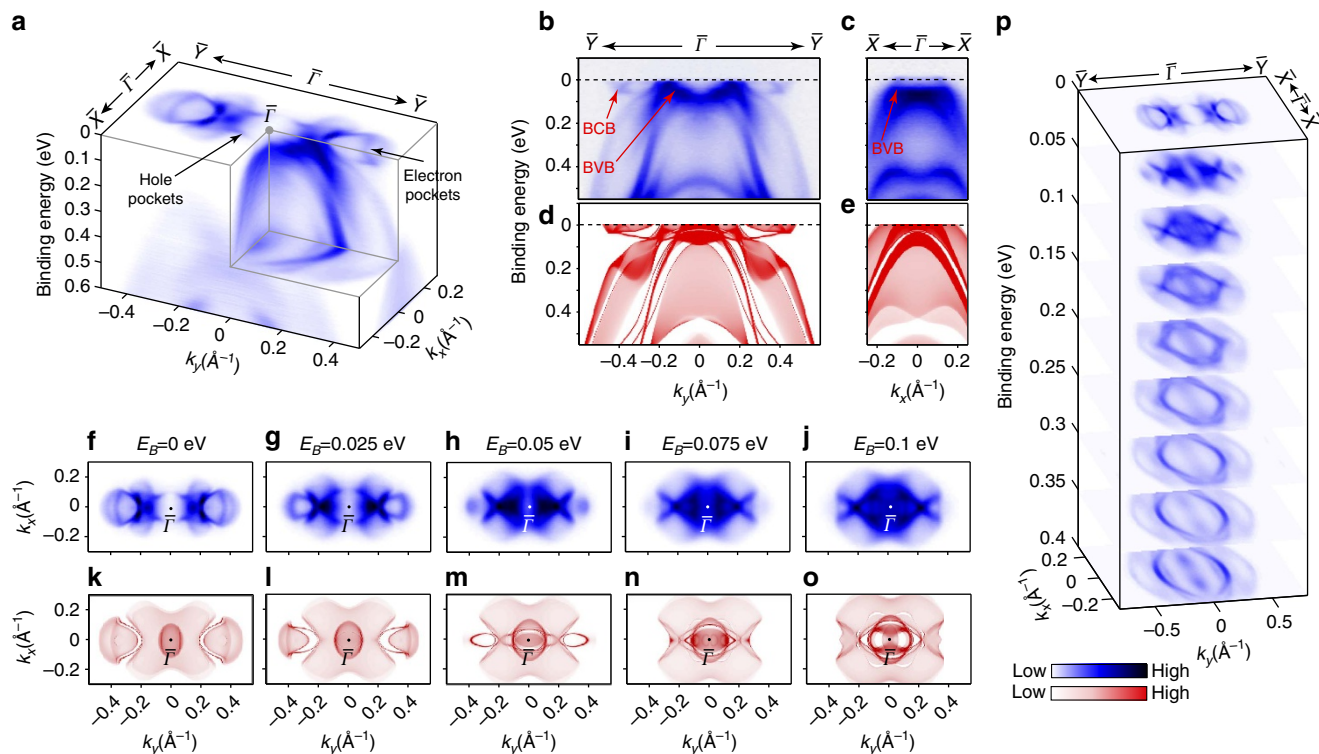 a
X̅ Γ̅ X̅
Y̅ Γ̅ Y̅
Γ̅
Hole
pockets
Electron
pockets
Binding energy (eV)
0
0.1
0.2
0.3
0.4
0.5
0.6
−0.4 −0.2 0 0.2 0.4
ky(Å−1)
−0.2 0 0.2
kx(Å−1)
b
Y̅ Γ̅ Y̅
c
X̅ Γ̅ X̅
BCB
BVB
BVB
Binding energy (eV)
0
0.2
0.4
d
e
0
0.2
0.4
−0.4 −0.2 0 0.2 0.4
ky(Å−1)
−0.2 0 0.2
kx(Å−1)
f EB=0 eV
g EB=0.025 eV
h EB=0.05 eV
i EB=0.075 eV
j EB=0.1 eV
kx(Å−1)
0.2
0
−0.2
Γ̅ Γ̅ Γ̅ Γ̅ Γ̅
k l m n o
kx(Å−1)
0.2
0
−0.2
Γ̅ Γ̅ Γ̅ Γ̅ Γ̅
−0.4 −0.2 0 0.2 0.4
−0.4 −0.2 0 0.2 0.4
−0.4 −0.2 0 0.2 0.4
−0.4 −0.2 0 0.2 0.4
−0.4 −0.2 0 0.2 0.4
ky(Å−1) ky(Å−1) ky(Å−1) ky(Å−1) ky(Å−1)
p
Y̅ Γ̅ Y̅
X̅ Γ̅ X̅
Binding energy (eV)
0
0.05
0.1
0.15
0.2
0.25
0.3
0.35
0.4
0.2
0
−0.2
kx(Å−1)
−0.5 0 0.5
ky(Å−1)
Low High
Low High